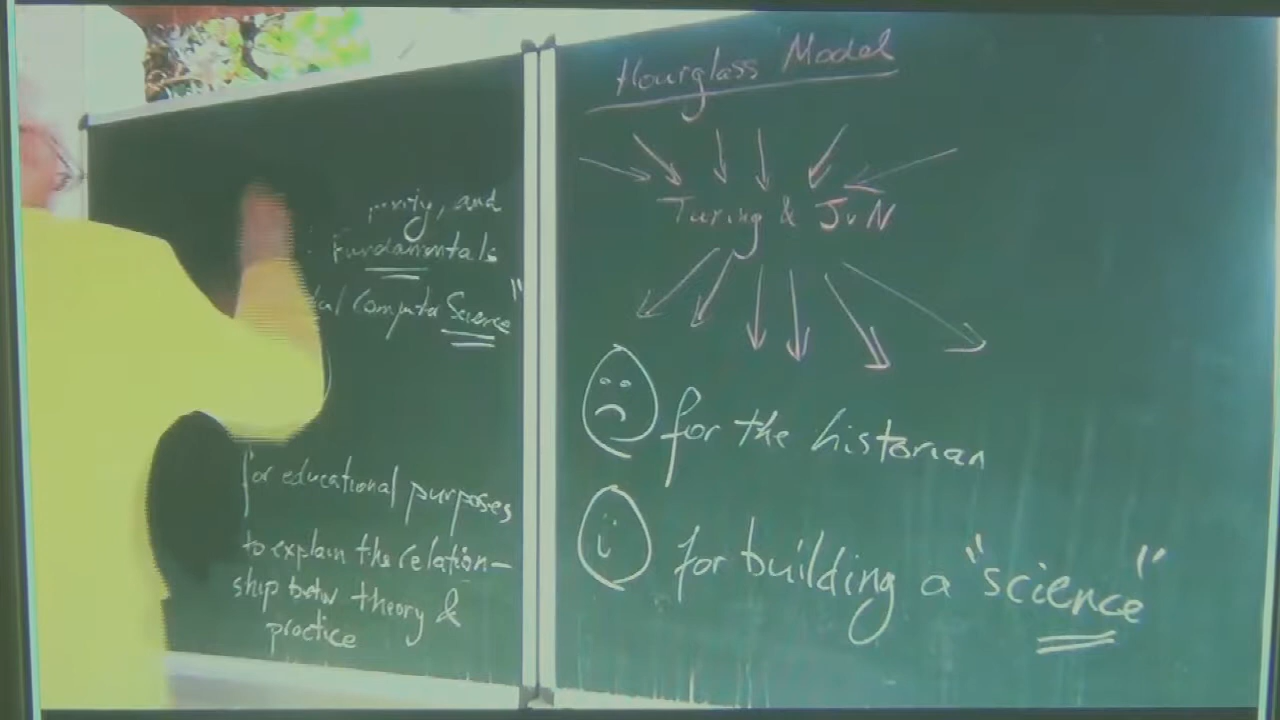 and
Fundamentals
Computer Science"
for educational purposes
to explain the relation-
ship betw theory &
practice
Hourglass Model
Turing & JvN
for the historian
for building a "science"